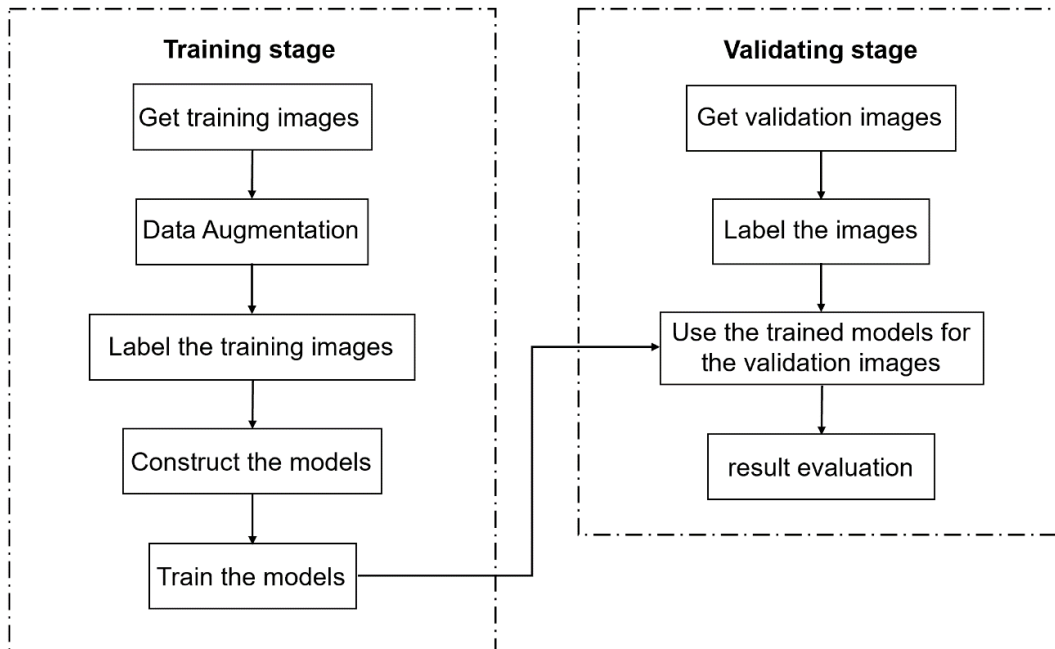 Training stage
Get training images
Data Augmentation
Label the training images
Construct the models
Train the models
Validating stage
Get validation images
Label the images
Use the trained models for
the validation images
result evaluation